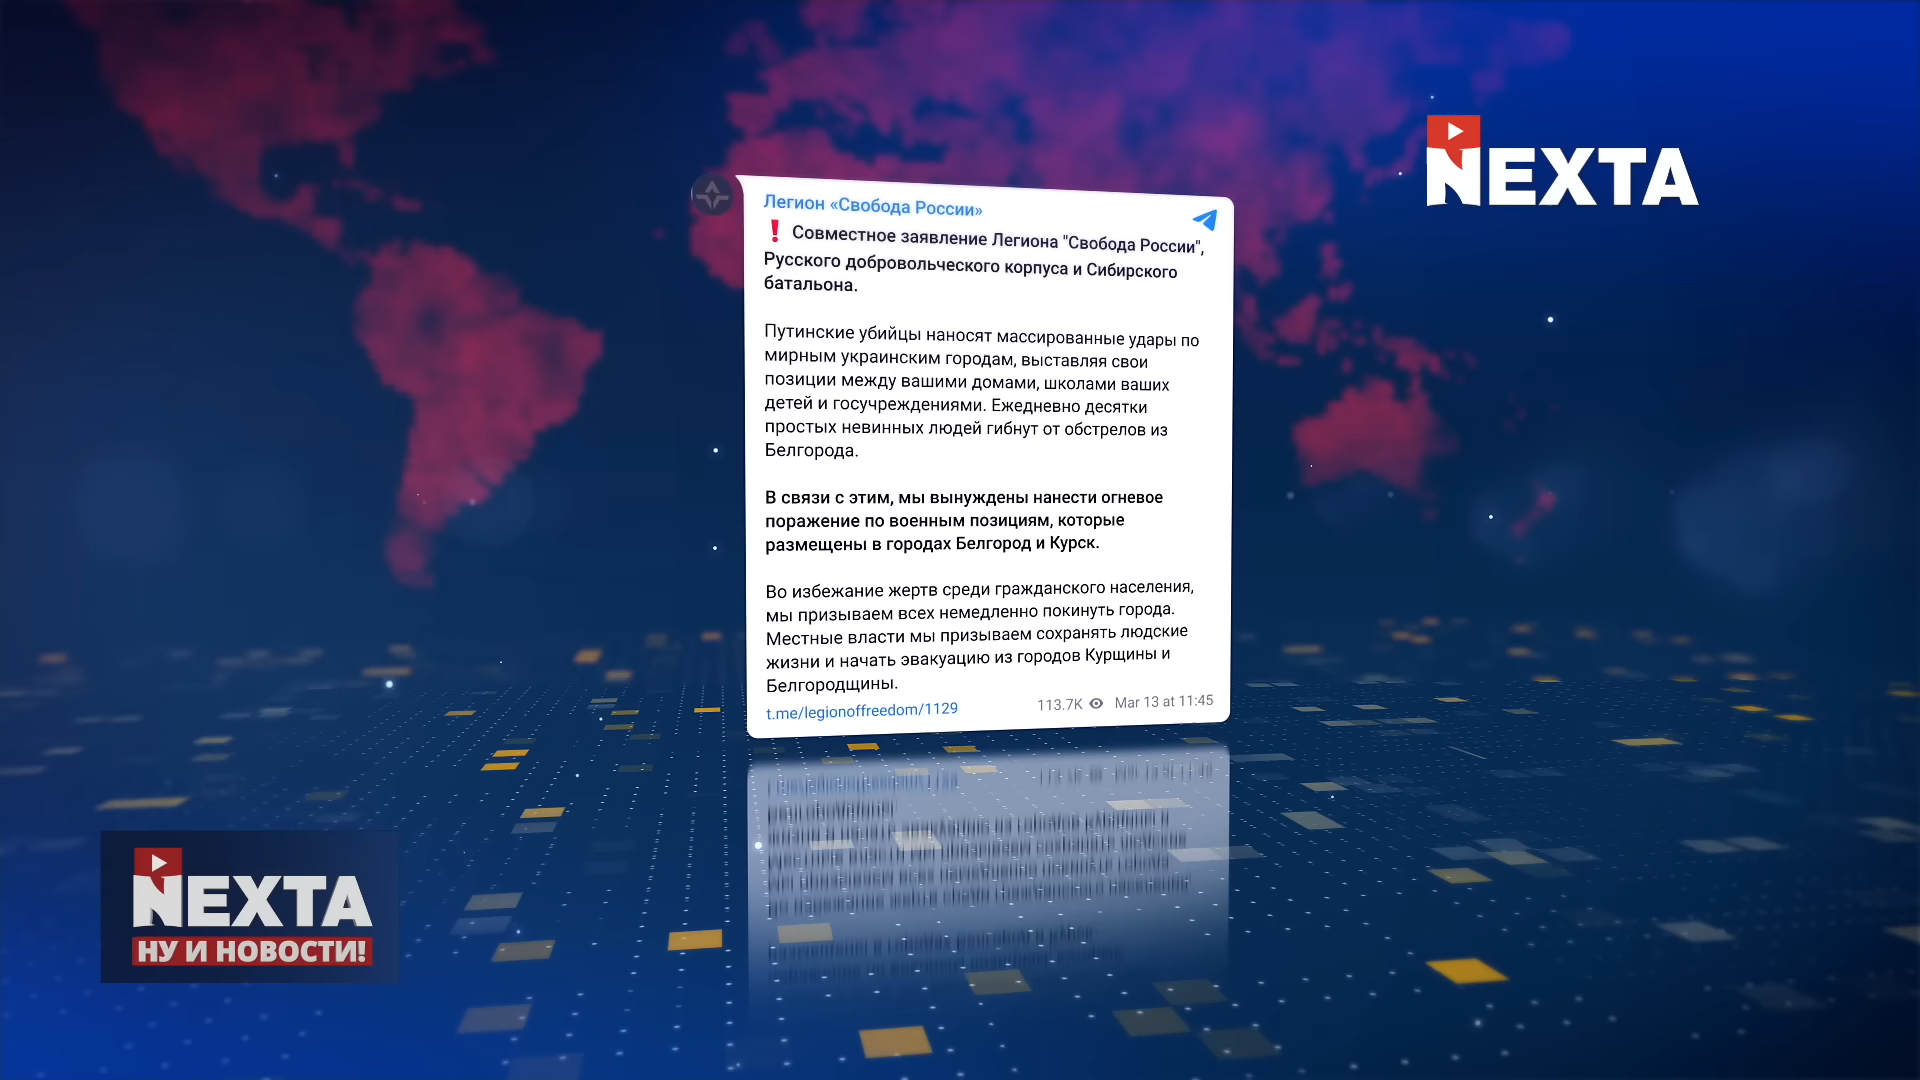 NEXTA
Легион «Свобода России»
❗ Совместное заявление Легиона "Свобода России",
Русского добровольческого корпуса и Сибирского
батальона.
Путинские убийцы наносят массированные удары по
мирным украинским городам, выставляя свои
позиции между вашими домами, школами ваших
детей и госучреждениями. Ежедневно десятки
простых невинных людей гибнут от обстрелов из
Белгорода.
В связи с этим, мы вынуждены нанести огневое
поражение по военным позициям, которые
размещены в городах Белгород и Курск.
Во избежание жертв среди гражданского населения,
мы призываем всех немедленно покинуть города.
Местные власти мы призываем сохранять людские
жизни и начать эвакуацию из городов Курщины и
Белгородщины.
t.me/legionoffreedom/1129 113.7K Mar 13 at 11:45
NEXTA
НУ И НОВОСТИ!